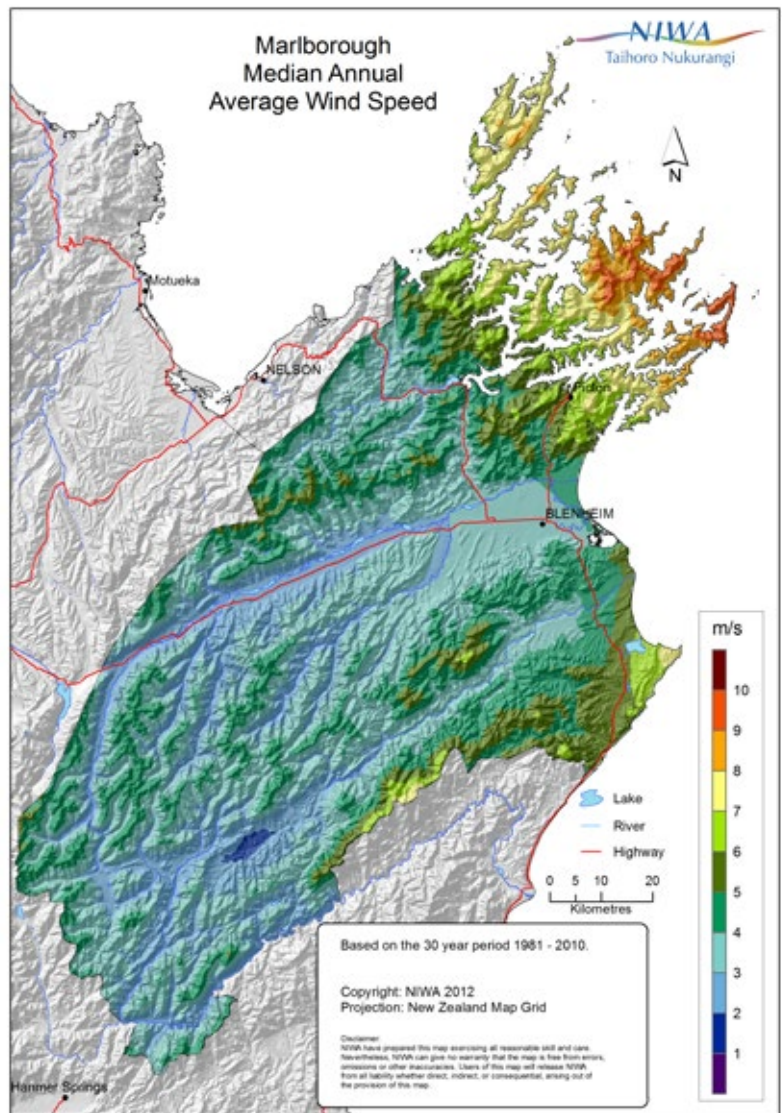 Marlborough
Median Annual
Average Wind Speed
NIWA
Taihoro Nukurangi
N
Motueka
NELSON
Picton
BLENHEIM
m/s
10
9
8
7
6
5
4
3
2
1
Lake
River
Highway
0 5 10 20
Kilometres
Based on the 30 year period 1981 - 2010.
Copyright: NIWA 2012
Projection: New Zealand Map Grid
Disclaimer:
NIWA have prepared this map exercising all reasonable skill and care.
Nevertheless, NIWA can give no warranty that the map is free from errors,
omissions or other inaccuracies. Users of this map will release NIWA
from all liability whether direct, indirect, or consequential, arising out of
the provision of this map.
Hanmer Springs